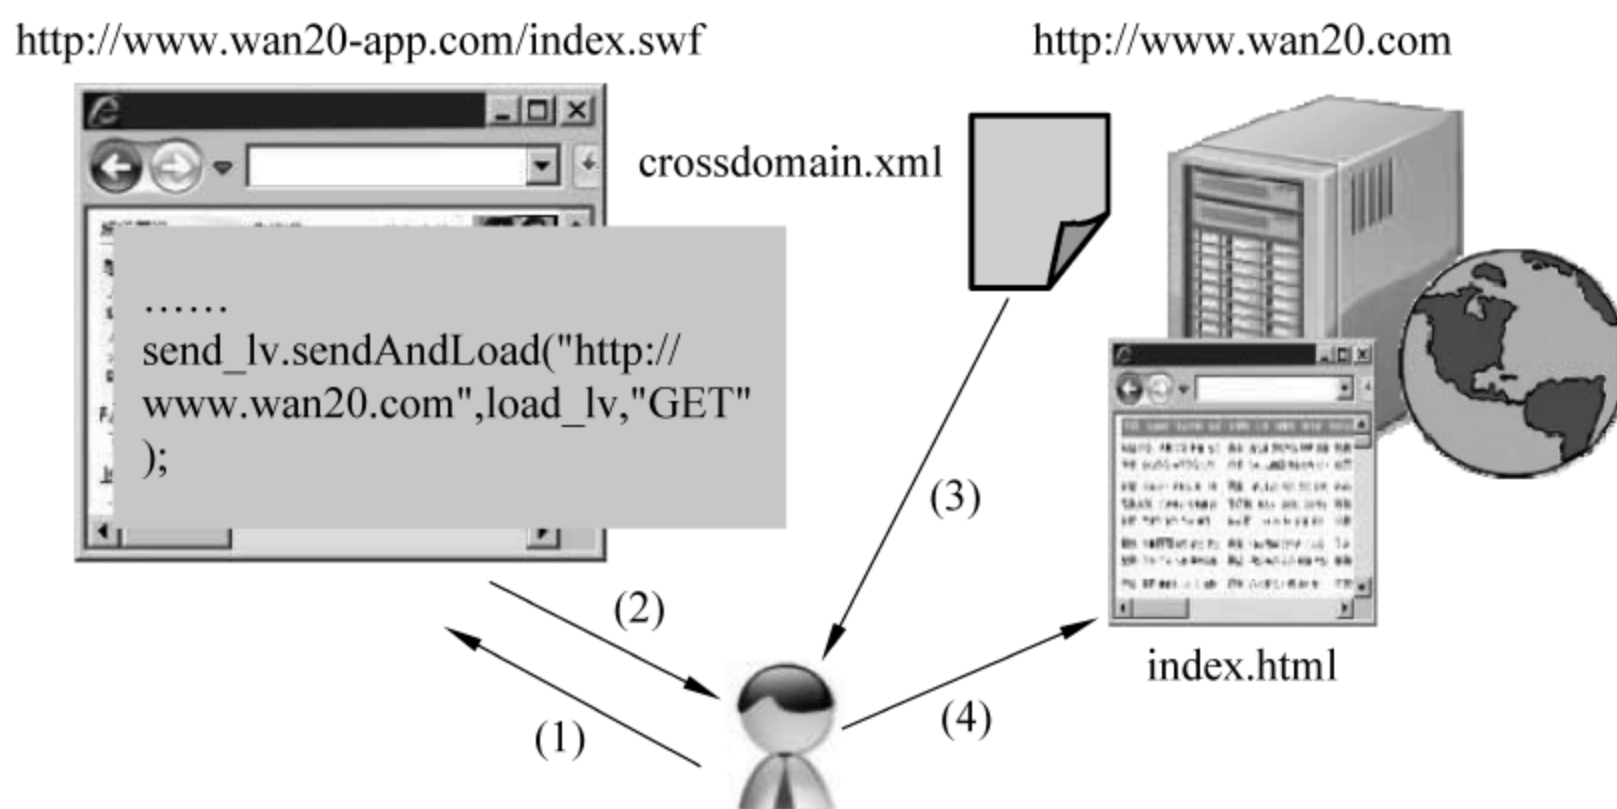 http://www.wan20-app.com/index.swf
http://www.wan20.com
crossdomain.xml
......
send_lv.sendAndLoad("http://
www.wan20.com",load_lv,"GET"
);
(3)
(2)
index.html
(4)
(1)